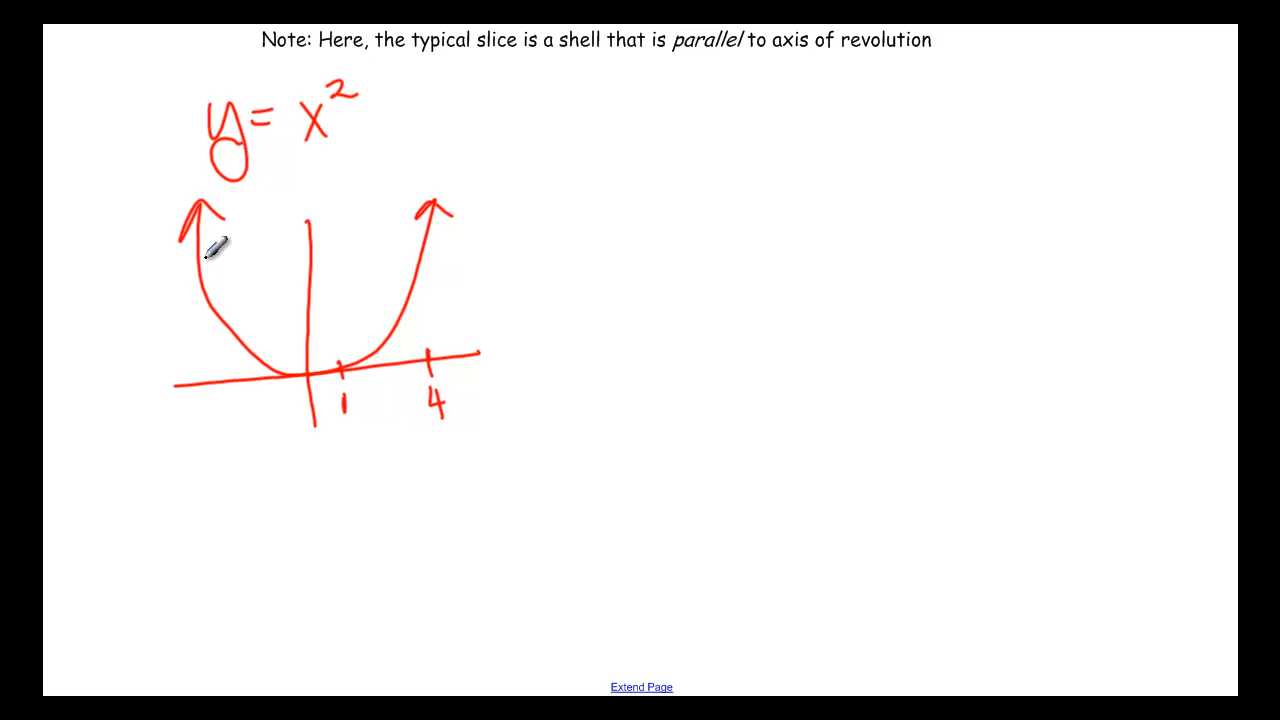 Note: Here, the typical slice is a shell that is parallel to axis of revolution
y = x²
1 4
Extend Page